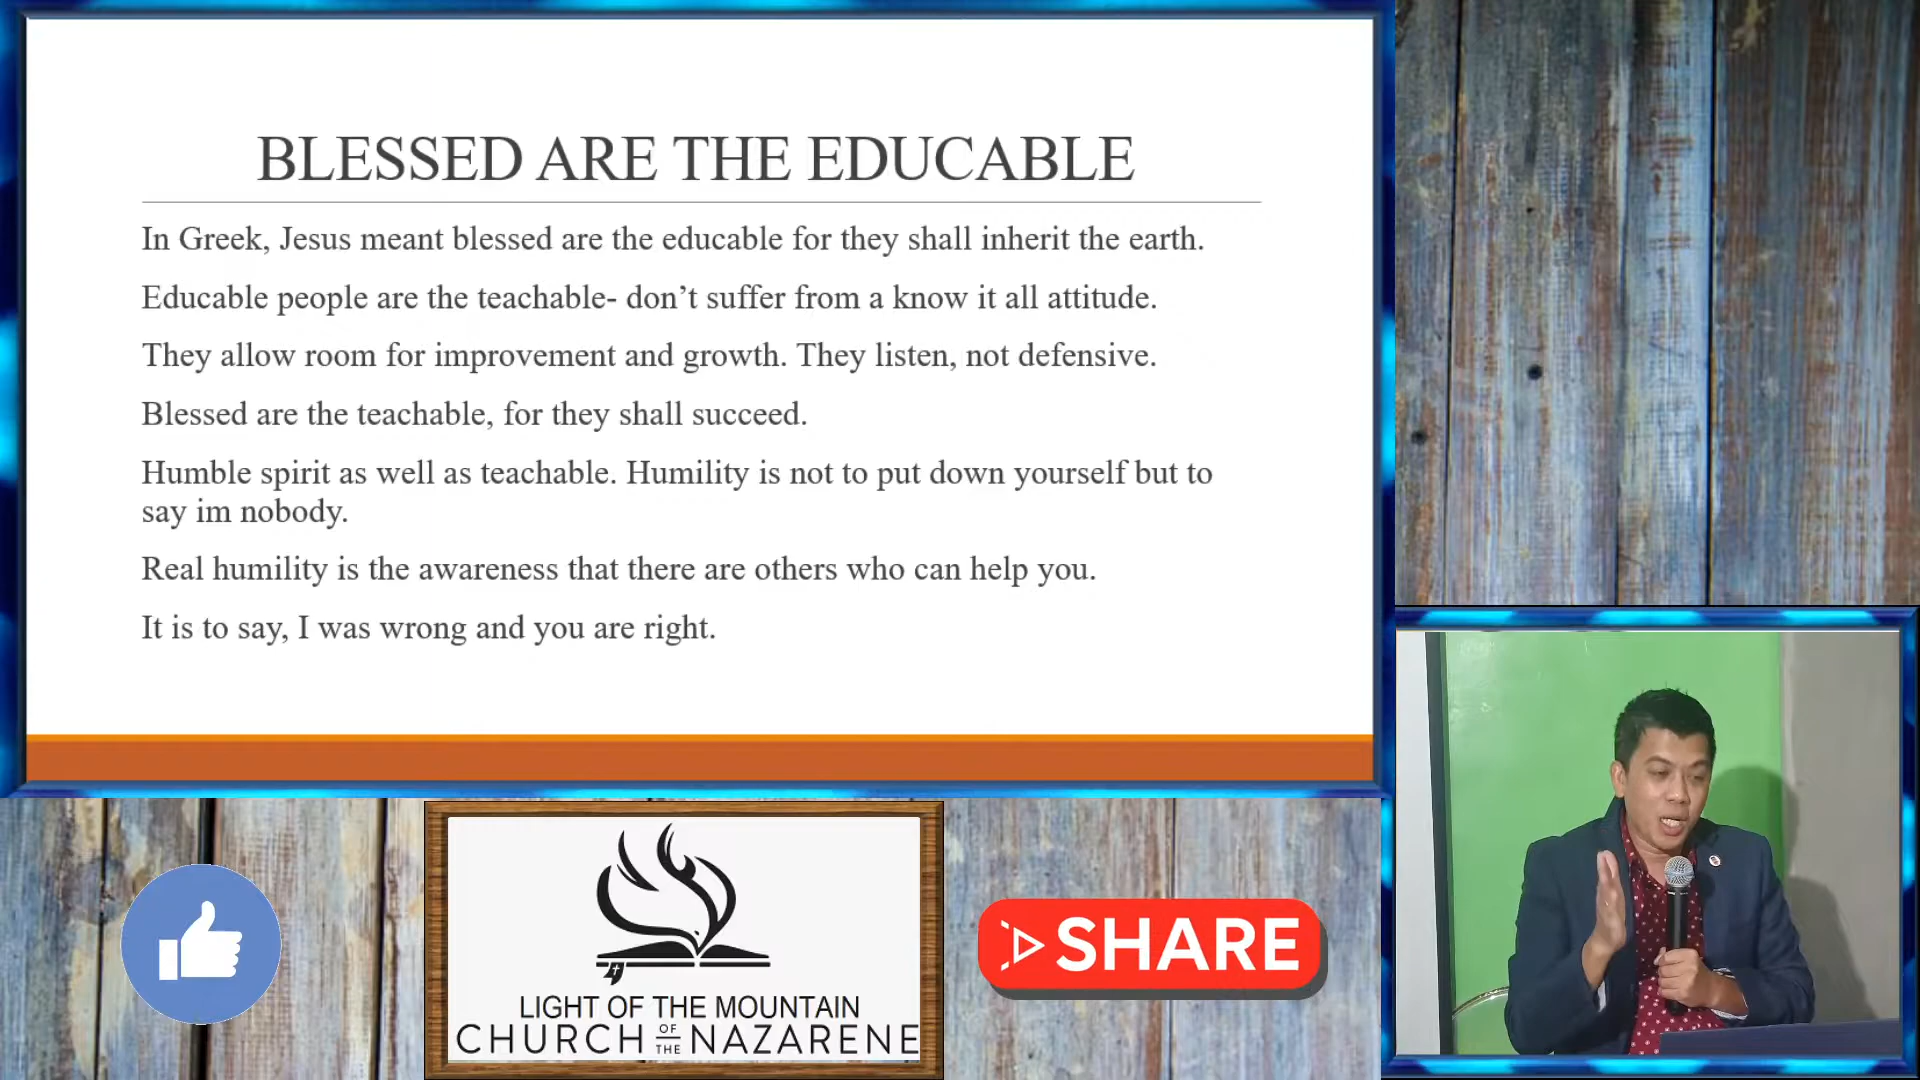 BLESSED ARE THE EDUCABLE
In Greek, Jesus meant blessed are the educable for they shall inherit the earth.
Educable people are the teachable- don’t suffer from a know it all attitude.
They allow room for improvement and growth. They listen, not defensive.
Blessed are the teachable, for they shall succeed.
Humble spirit as well as teachable. Humility is not to put down yourself but to
say im nobody.
Real humility is the awareness that there are others who can help you.
It is to say, I was wrong and you are right.
LIGHT OF THE MOUNTAIN
CHURCH OF THE NAZARENE
SHARE